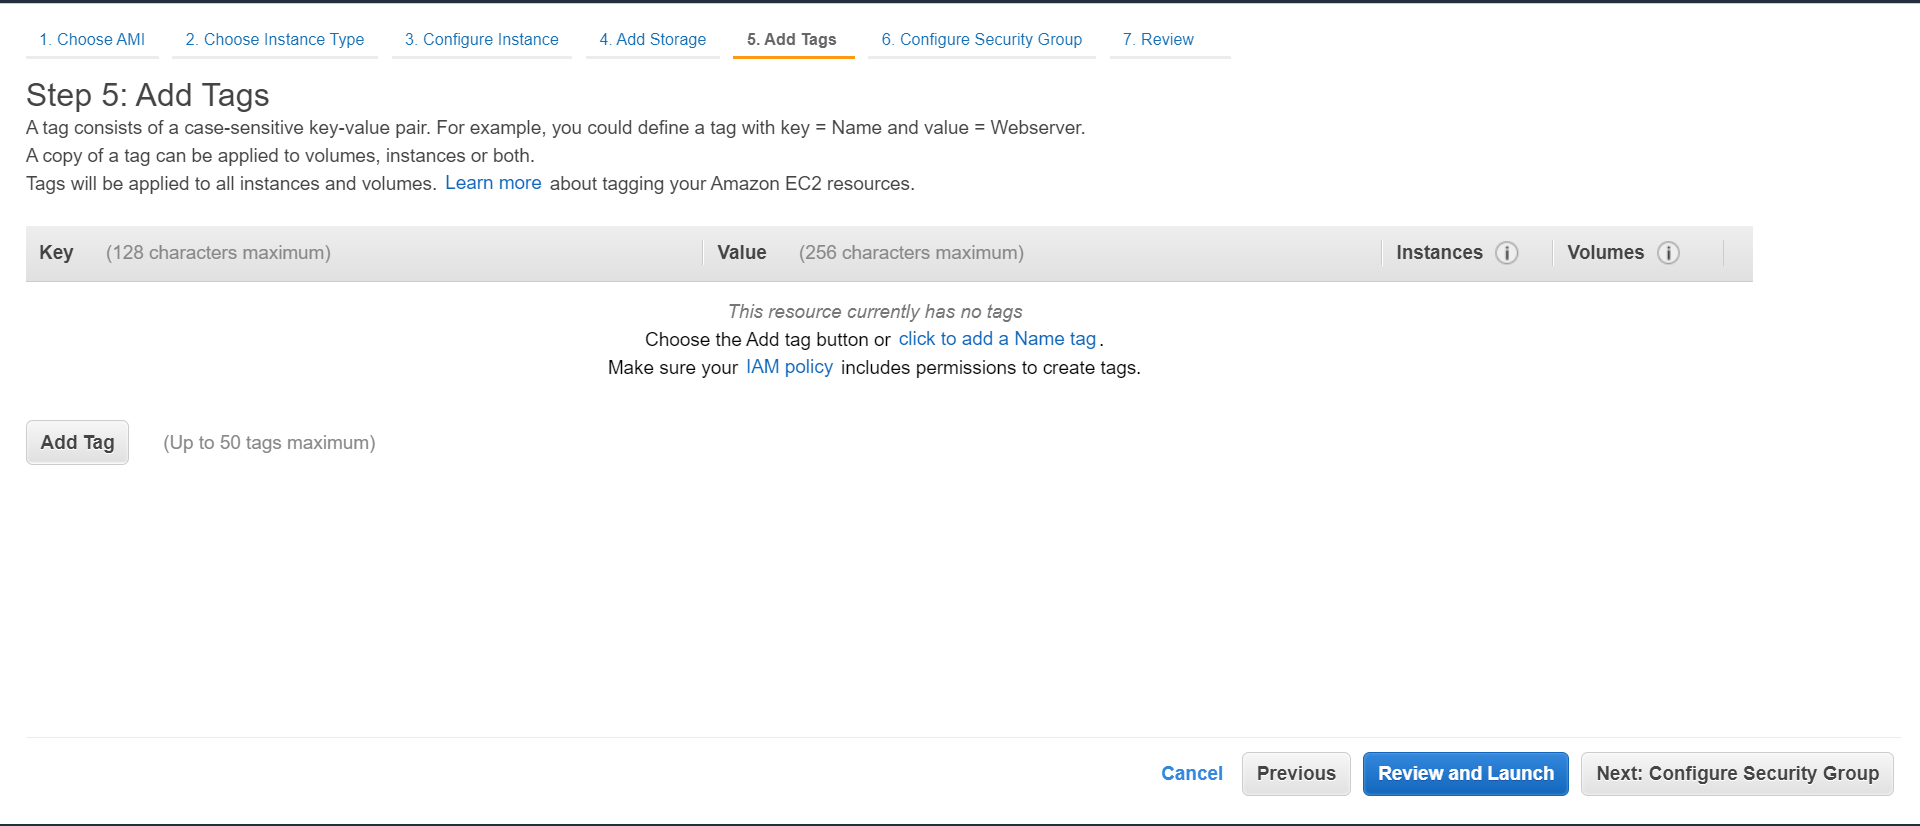 1. Choose AMI 2. Choose Instance Type 3. Configure Instance 4. Add Storage 5. Add Tags 6. Configure Security Group 7. Review
Step 5: Add Tags
A tag consists of a case-sensitive key-value pair. For example, you could define a tag with key = Name and value = Webserver.
A copy of a tag can be applied to volumes, instances or both.
Tags will be applied to all instances and volumes. Learn more about tagging your Amazon EC2 resources.
Key (128 characters maximum) Value (256 characters maximum) Instances i Volumes i
This resource currently has no tags
Choose the Add tag button or click to add a Name tag.
Make sure your IAM policy includes permissions to create tags.
Add Tag (Up to 50 tags maximum)
Cancel Previous Review and Launch Next: Configure Security Group